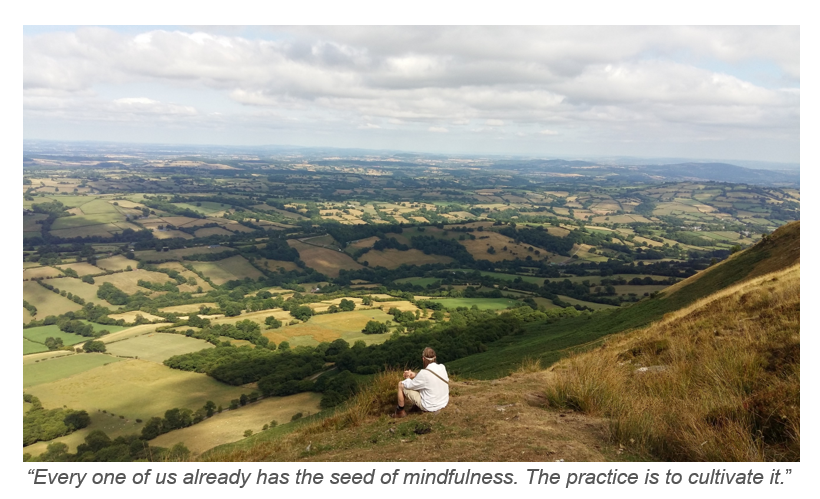 “Every one of us already has the seed of mindfulness. The practice is to cultivate it.”